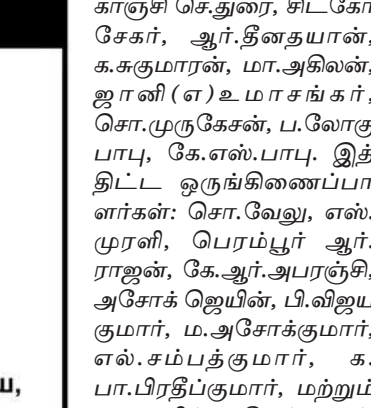 காஞ்சி செ.துரை, சிட்கோ
சேகர், ஆர்.தீனதயான்,
க.சுகுமாரன், மா.அகிலன்,
ஜானி(எ)உமாசங்கர்,
சொ.முருகேசன், ப.லோகு
பாபு, கே.எஸ்.பாபு. இத்
திட்ட ஒருங்கிணைப்பா
ளர்கள்: சொ.வேலு, எஸ்.
முரளி, பெரம்பூர் ஆர்.
ராஜன், கே.ஆர்.அபரஞ்சி,
அசோக் ஜெயின், பி.விஜய
குமார், ம.அசோக்குமார்,
எல்.சம்பத்குமார், க.
பா.பிரதீப்குமார், மற்றும்